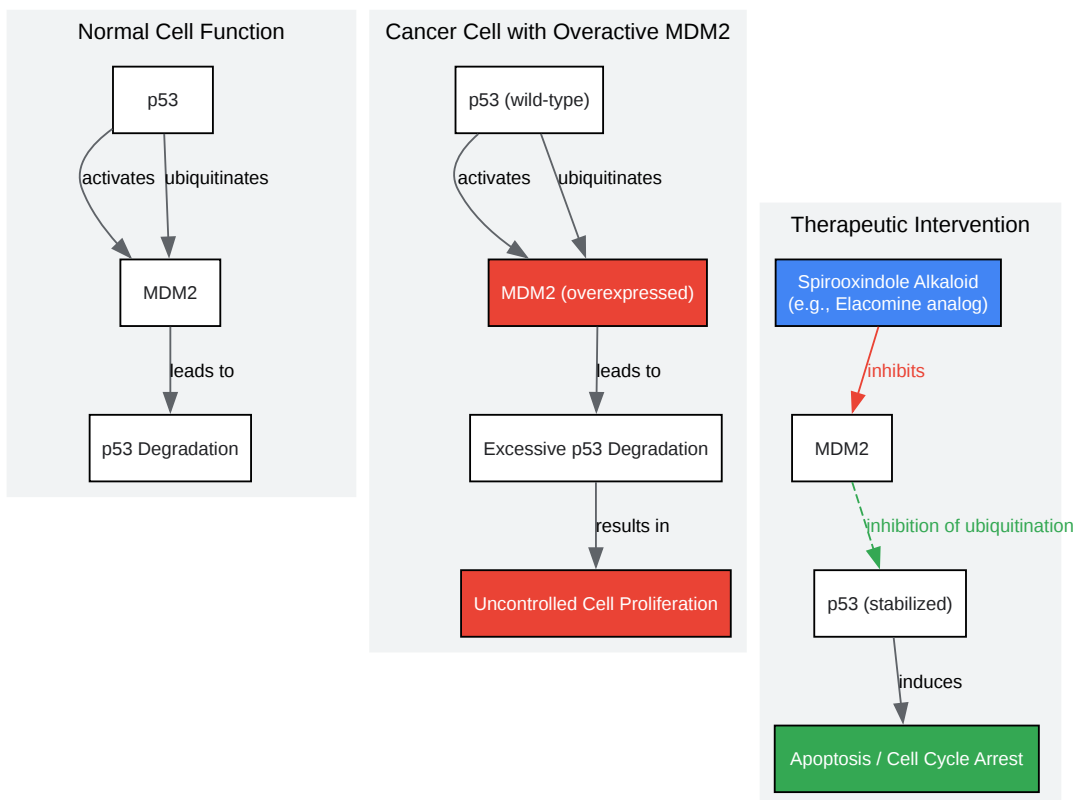 Normal Cell Function
p53
activates
ubiquitinates
MDM2
leads to
p53 Degradation
Cancer Cell with Overactive MDM2
p53 (wild-type)
activates
ubiquitinates
MDM2 (overexpressed)
leads to
Excessive p53 Degradation
results in
Uncontrolled Cell Proliferation
Therapeutic Intervention
Spirooxindole Alkaloid
(e.g., Elacomine analog)
inhibits
MDM2
inhibition of ubiquitination
p53 (stabilized)
induces
Apoptosis / Cell Cycle Arrest